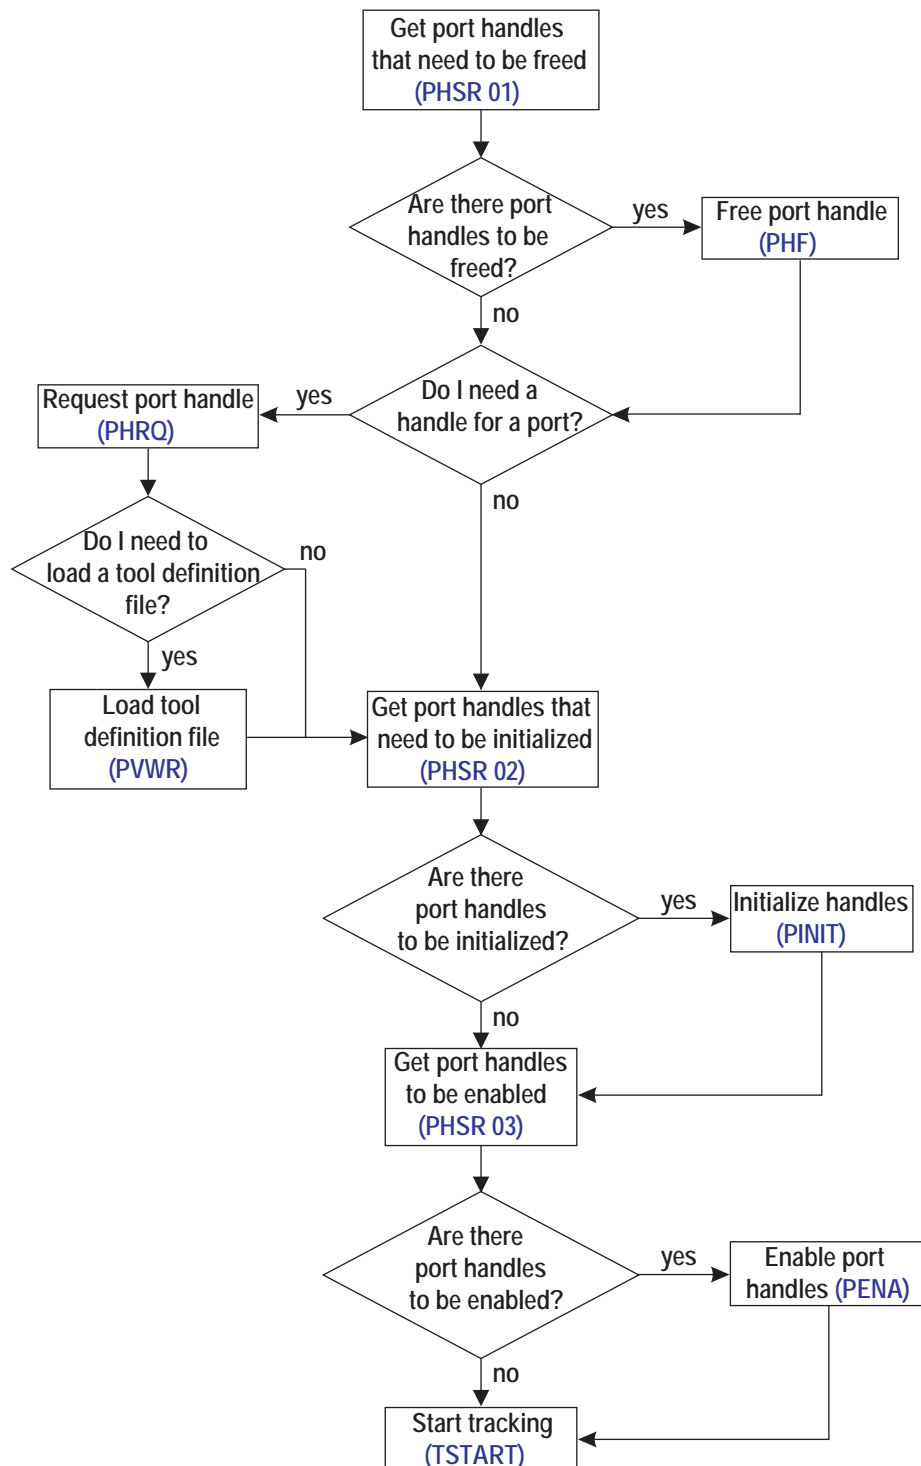 Get port handles
that need to be freed
(PHSR 01)
Are there port
handles to be
freed?
yes
Free port handle
(PHF)
no
Do I need a
handle for a port?
yes
Request port handle
(PHRQ)
no
Do I need to
load a tool definition
file?
no
yes
Load tool
definition file
(PVWR)
Get port handles that
need to be initialized
(PHSR 02)
Are there
port handles
to be initialized?
yes
Initialize handles
(PINIT)
no
Get port handles
to be enabled
(PHSR 03)
Are there
port handles
to be enabled?
yes
Enable port
handles (PENA)
no
Start tracking
(TSTART)